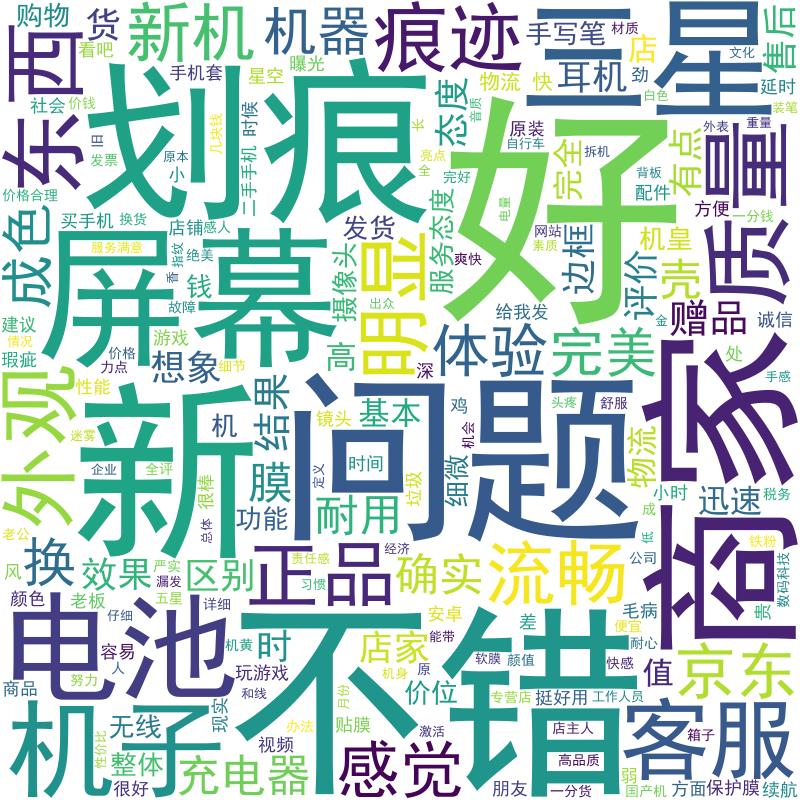 购物
货
新机
机器
痕迹
手写笔
材质
店
三星
文化
售后
看吧
手机套
星空
曝光
物流
快
耳机
劲
白色
延时
装笔
东西
社会
价钱
划痕
时候
几块钱
长
态度
音质
好
原装
自行车
拆机
完全
有点
外表
重量
质量
旧
发票
原本
小
二手手机
亮点
全
完好
电量
背板
配件
方便
一分钱
价格合理
成色
买手机
换货
店铺
感人
发货
服务态度
网站
素质
边框
机皇
评价
壳
屏幕
服务满意
指纹
绝美
香
故障
钱
摄像头
明显
爽快
出众
给我发
赠品
金
诚信
建议
情况
瑕疵
价格
力点
游戏
细节
想象
高
深
体验
完美
处
手感
商家
外观
性能
迷雾
新
机
结果
镜头
基本
鸡
机会
头疼
舒服
问题
物流
企业
全评
很棒
总体
膜
功能
时间
定义
耐用
垃圾
细微
小时
迅速
税务
成
低
老公
风
换
严实
漏发
效果
区别
正品
责任感
习惯
经济
确实
流畅
公司
铁粉
贵
数码科技
颜色
老板
五星
详细
仔细
电池
容易
人
努力
机黄
时
不错
店家
安卓
能带
差
毛病
便宜
耐心
玩游戏
和线
机身
原
软膜
颜值
快感
值
京东
商品
机子
性价比
无线
现实
整体
很好
充电器
办法
视频
月份
贴膜
感觉
价位
激活
专营店
挺好用
工作人员
店主人
高品质
朋友
一分货
客服
箱子
弱
国产机
方面
保护膜
续航